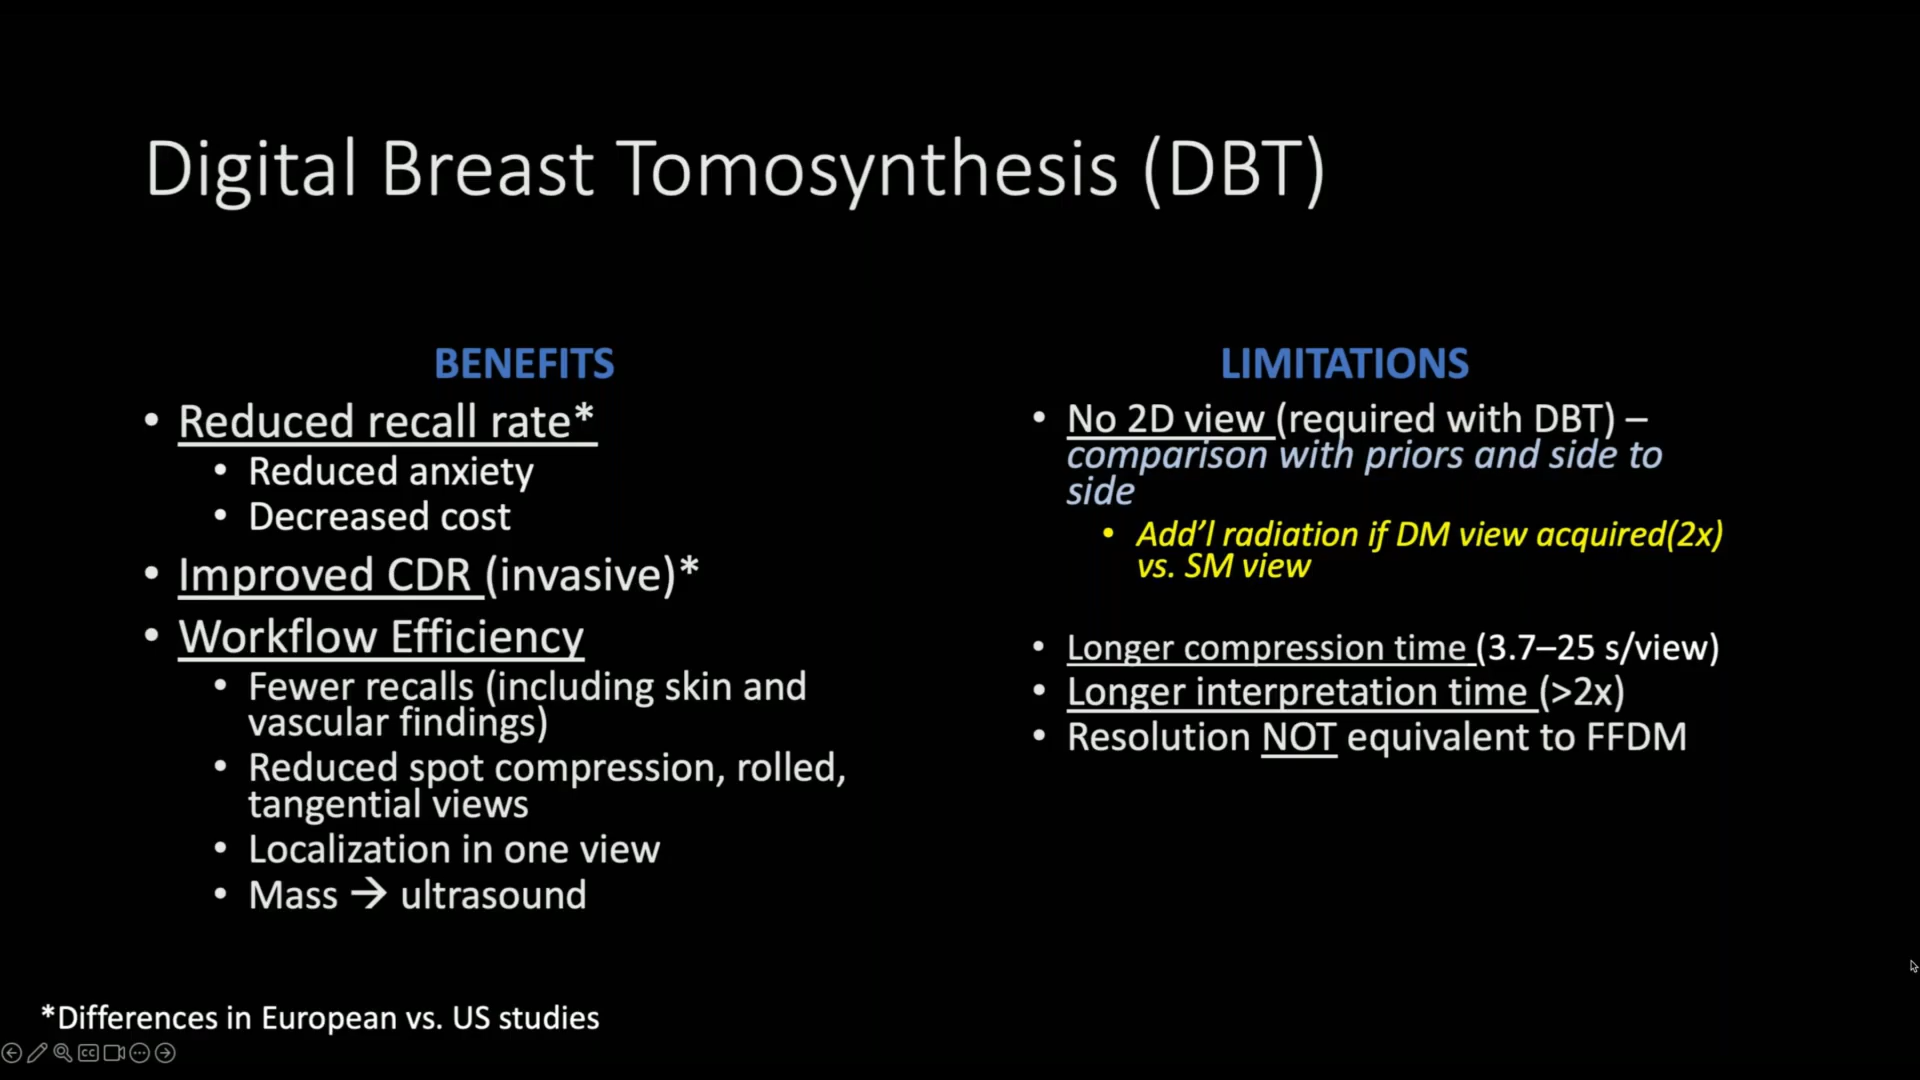 Digital Breast Tomosynthesis (DBT)
BENEFITS
• Reduced recall rate*
• Reduced anxiety
• Decreased cost
• Improved CDR (invasive)*
• Workflow Efficiency
• Fewer recalls (including skin and
vascular findings)
• Reduced spot compression, rolled,
tangential views
• Localization in one view
• Mass → ultrasound
LIMITATIONS
• No 2D view (required with DBT) –
comparison with priors and side to
side
• Add’l radiation if DM view acquired(2x)
vs. SM view
• Longer compression time (3.7–25 s/view)
• Longer interpretation time (>2x)
• Resolution NOT equivalent to FFDM
*Differences in European vs. US studies
CC